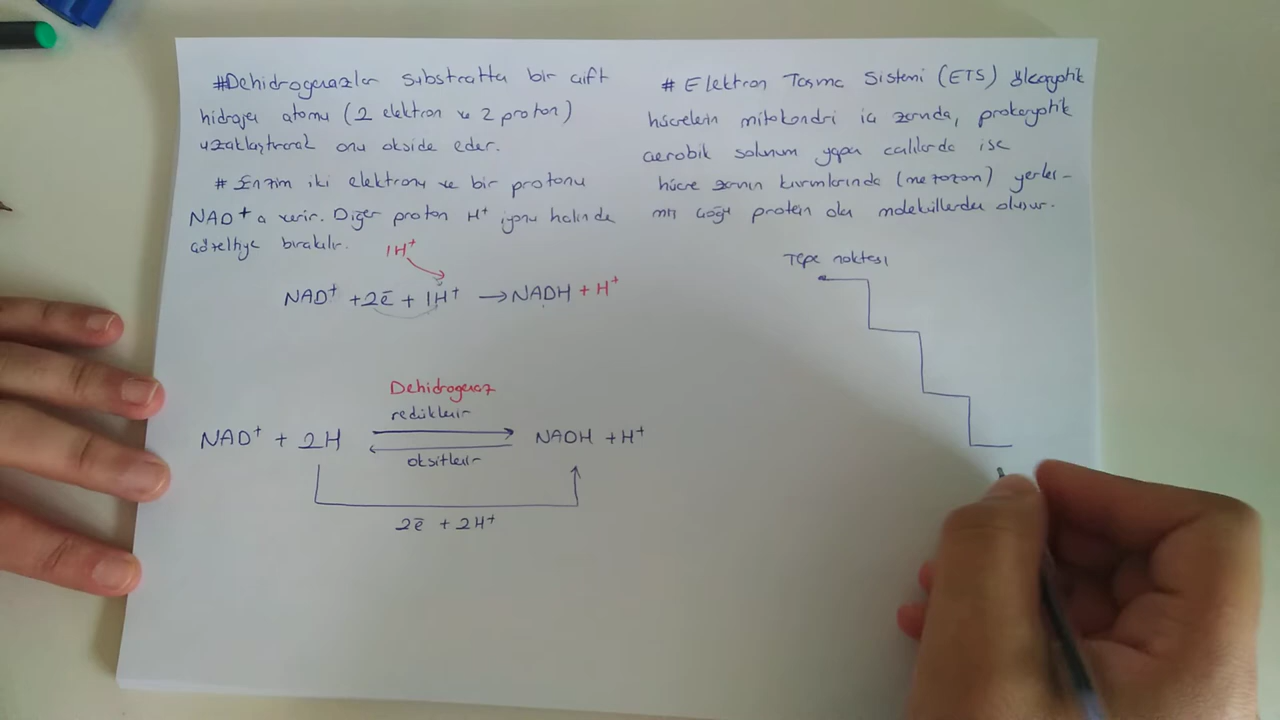 #Dehidrogenazlar substratta bir çift
hidrojen atomu (2 elektron ve 2 proton)
uzaklaştırarak onu okside eder.
# Enzim iki elektronu ve bir protonu
NAD⁺ a verir. Diğer proton H⁺ iyonu halinde
çözeltiye bırakılır.
1H⁺
NAD⁺ + 2ē + 1H⁺ → NADH + H⁺
Dehidrogenaz
redüklenir
NAD⁺ + 2H NADH + H⁺
oksitlenir
2ē + 2H⁺
# Elektron Taşıma Sistemi (ETS) ökaryotik
hücrelerin mitokondri iç zarında, prokaryotik
aerobik solunum yapan canlılarda ise
hücre zarının kıvrımlarında (mezozom) yerleş-
miş çoğu protein olan moleküllerden oluşur.
Tepe noktası